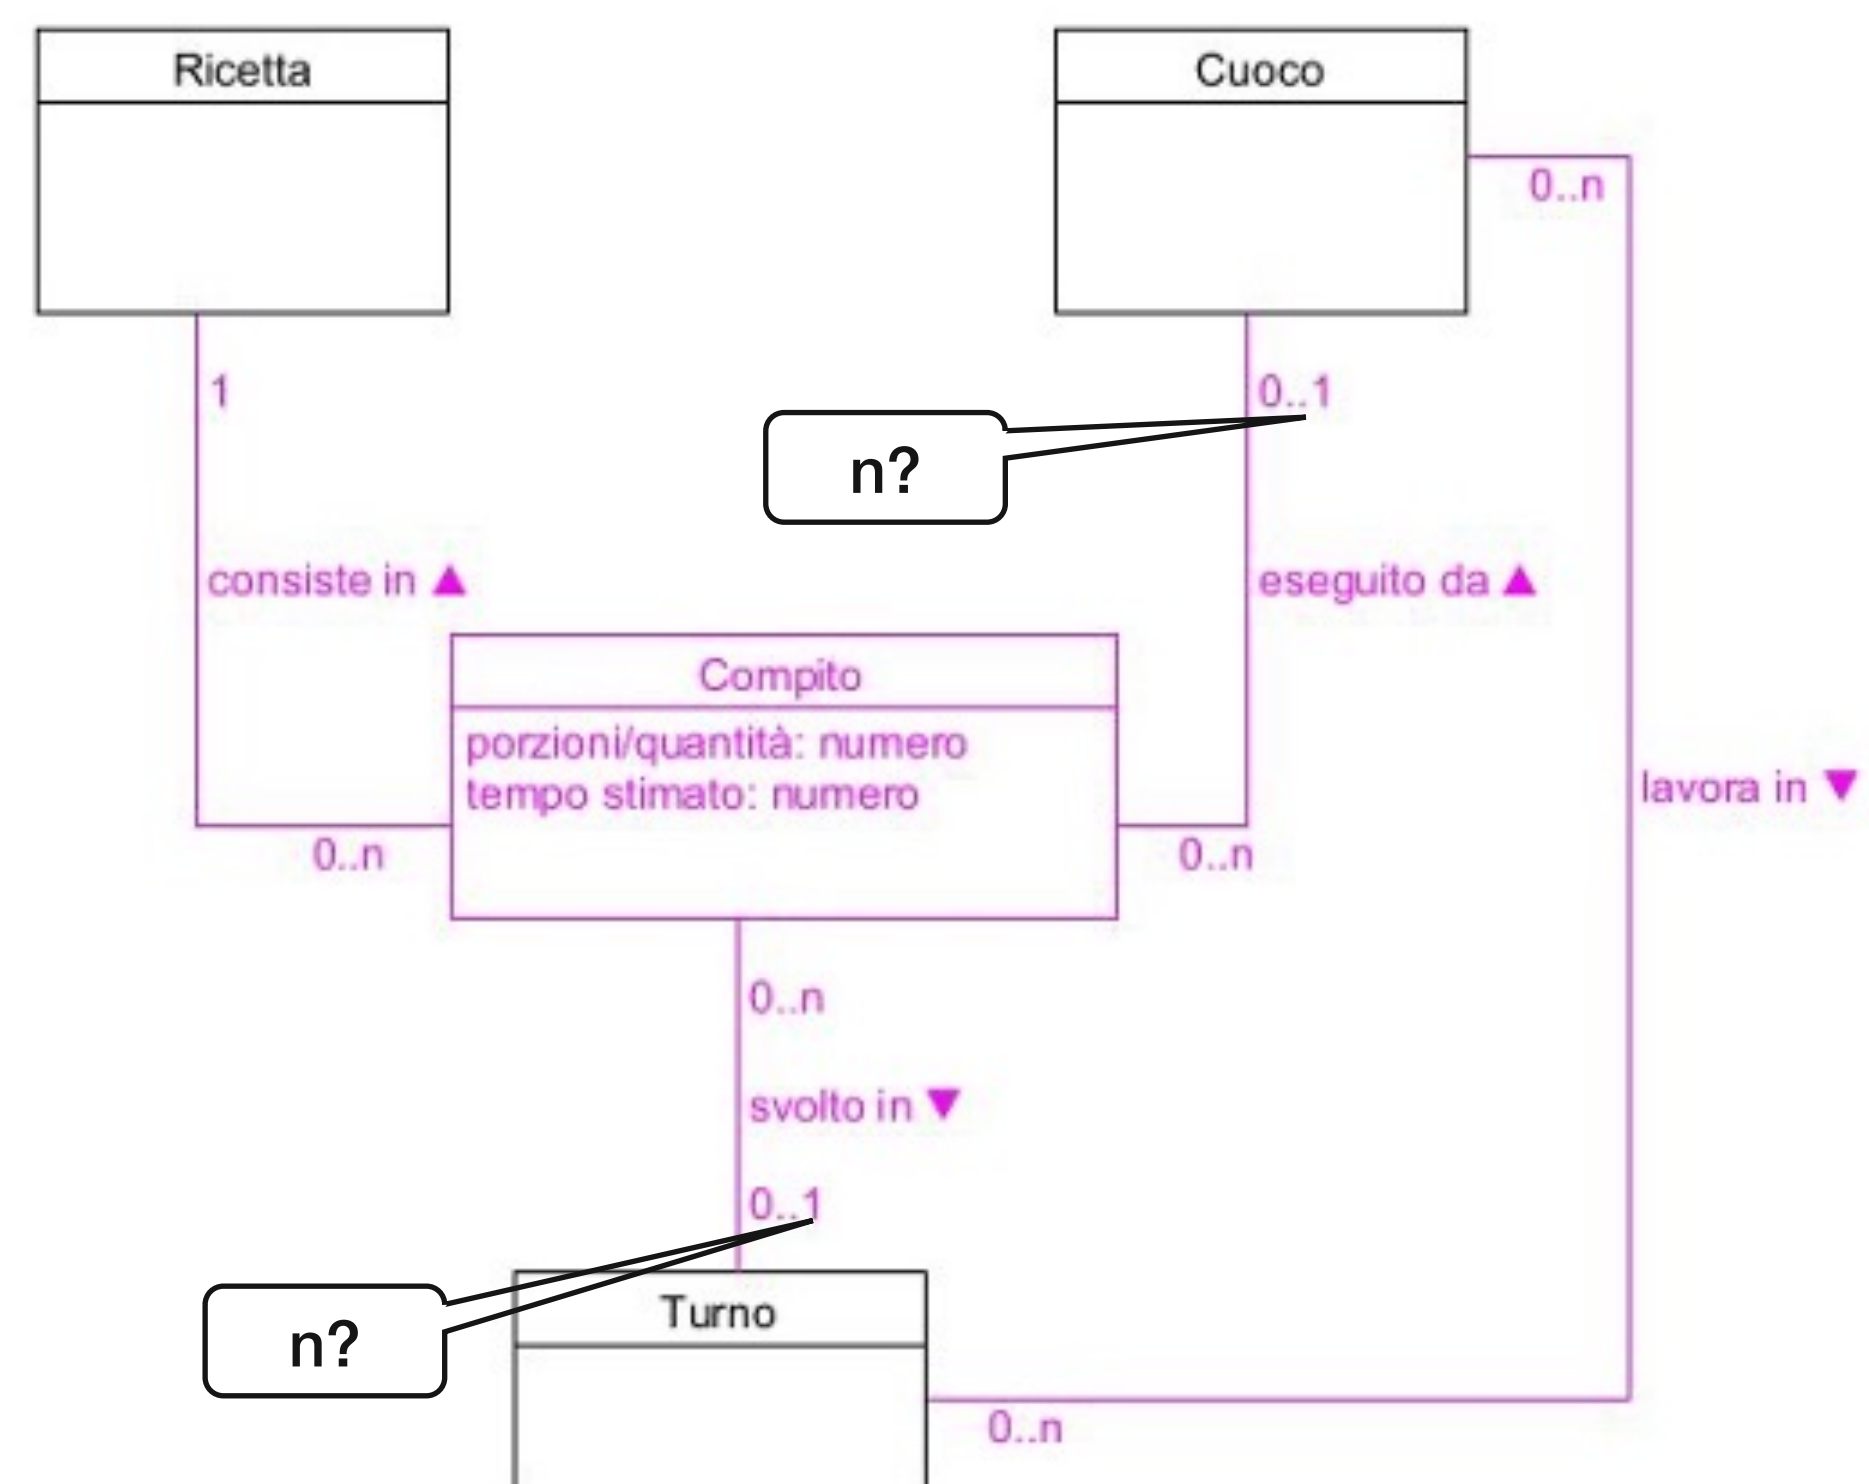 Ricetta
Cuoco
0..n
1
0..1
n?
consiste in ▲
eseguito da ▲
Compito
porzioni/quantità: numero
tempo stimato: numero
lavora in ▼
0..n
0..n
0..n
svolto in ▼
0..1
n?
Turno
0..n